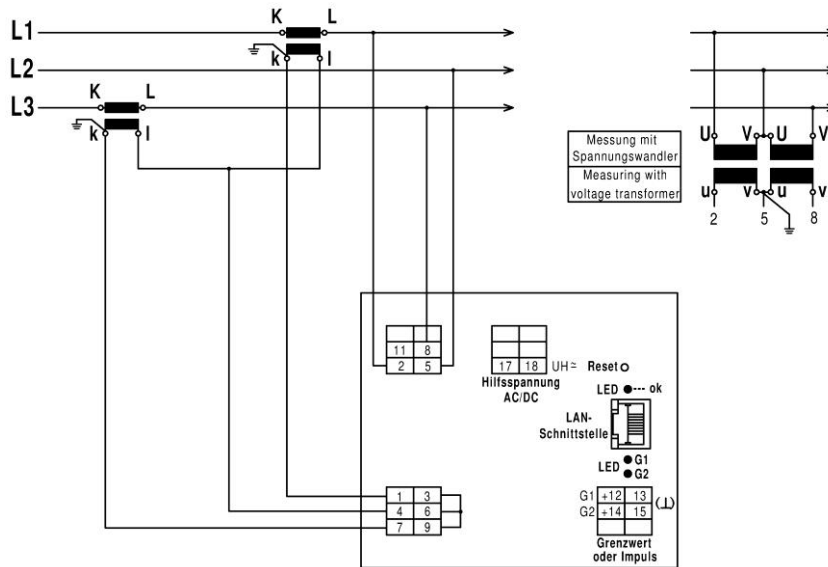 K L
L1
k l
L2
K L
L3
k l
Messung mit
Spannungswandler
Measuring with
voltage transformer
U V U V
u v u v
2 5 8
11 8
2 5
17 18 UH≂
Hilfsspannung
AC/DC
Reset
LED --- ok
LAN-
Schnittstelle
LED G1
G2
1 3
4 6
7 9
G1 +12 13 (⊥)
G2 +14 15
Grenzwert
oder Impuls